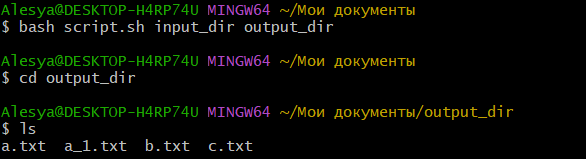 Alesya@DESKTOP-H4RP74U MINGW64 ~/Мои документы
$ bash script.sh input_dir output_dir
Alesya@DESKTOP-H4RP74U MINGW64 ~/Мои документы
$ cd output_dir
Alesya@DESKTOP-H4RP74U MINGW64 ~/Мои документы/output_dir
$ ls
a.txt  a_1.txt  b.txt  c.txt